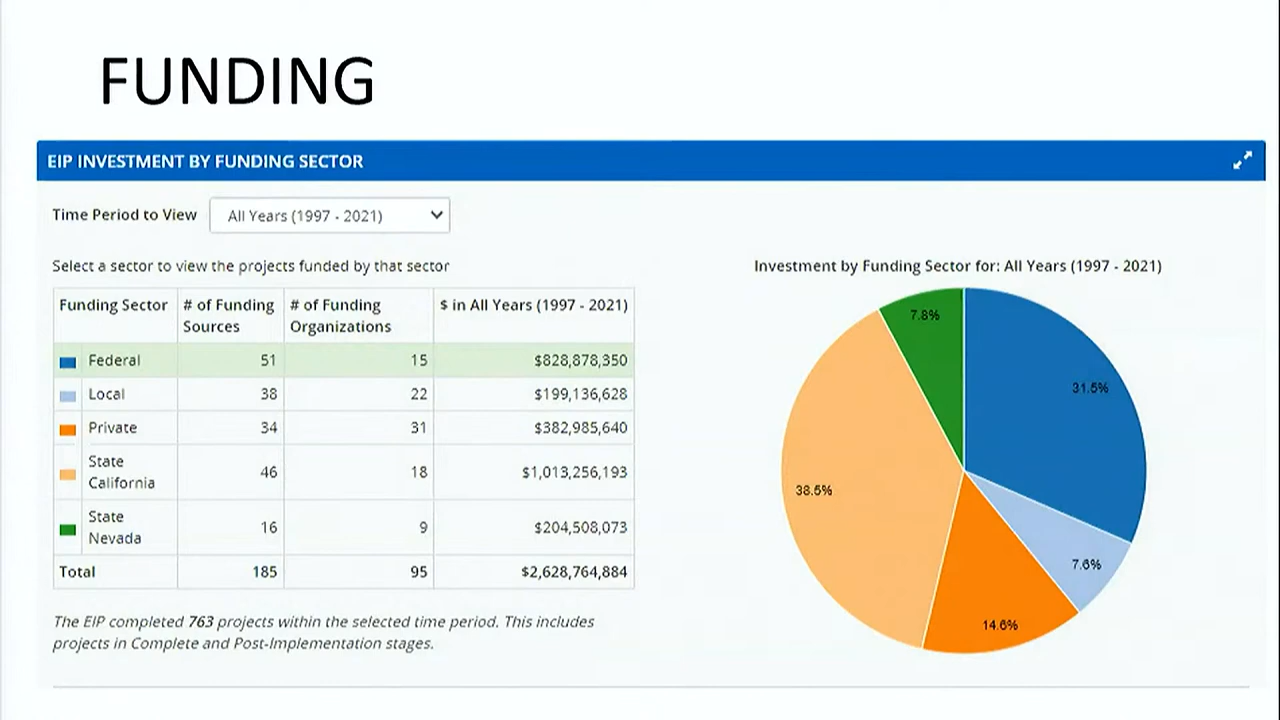 FUNDING
EIP INVESTMENT BY FUNDING SECTOR
Time Period to View All Years (1997 - 2021)
Select a sector to view the projects funded by that sector
Funding Sector # of Funding Sources # of Funding Organizations $ in All Years (1997 - 2021)
Federal 51 15 $828,878,350
Local 38 22 $199,136,628
Private 34 31 $382,985,640
State California 46 18 $1,013,256,193
State Nevada 16 9 $204,508,073
Total 185 95 $2,628,764,884
The EIP completed 763 projects within the selected time period. This includes
projects in Complete and Post-Implementation stages.
Investment by Funding Sector for: All Years (1997 - 2021)
7.8%
31.5%
38.5%
7.6%
14.6%